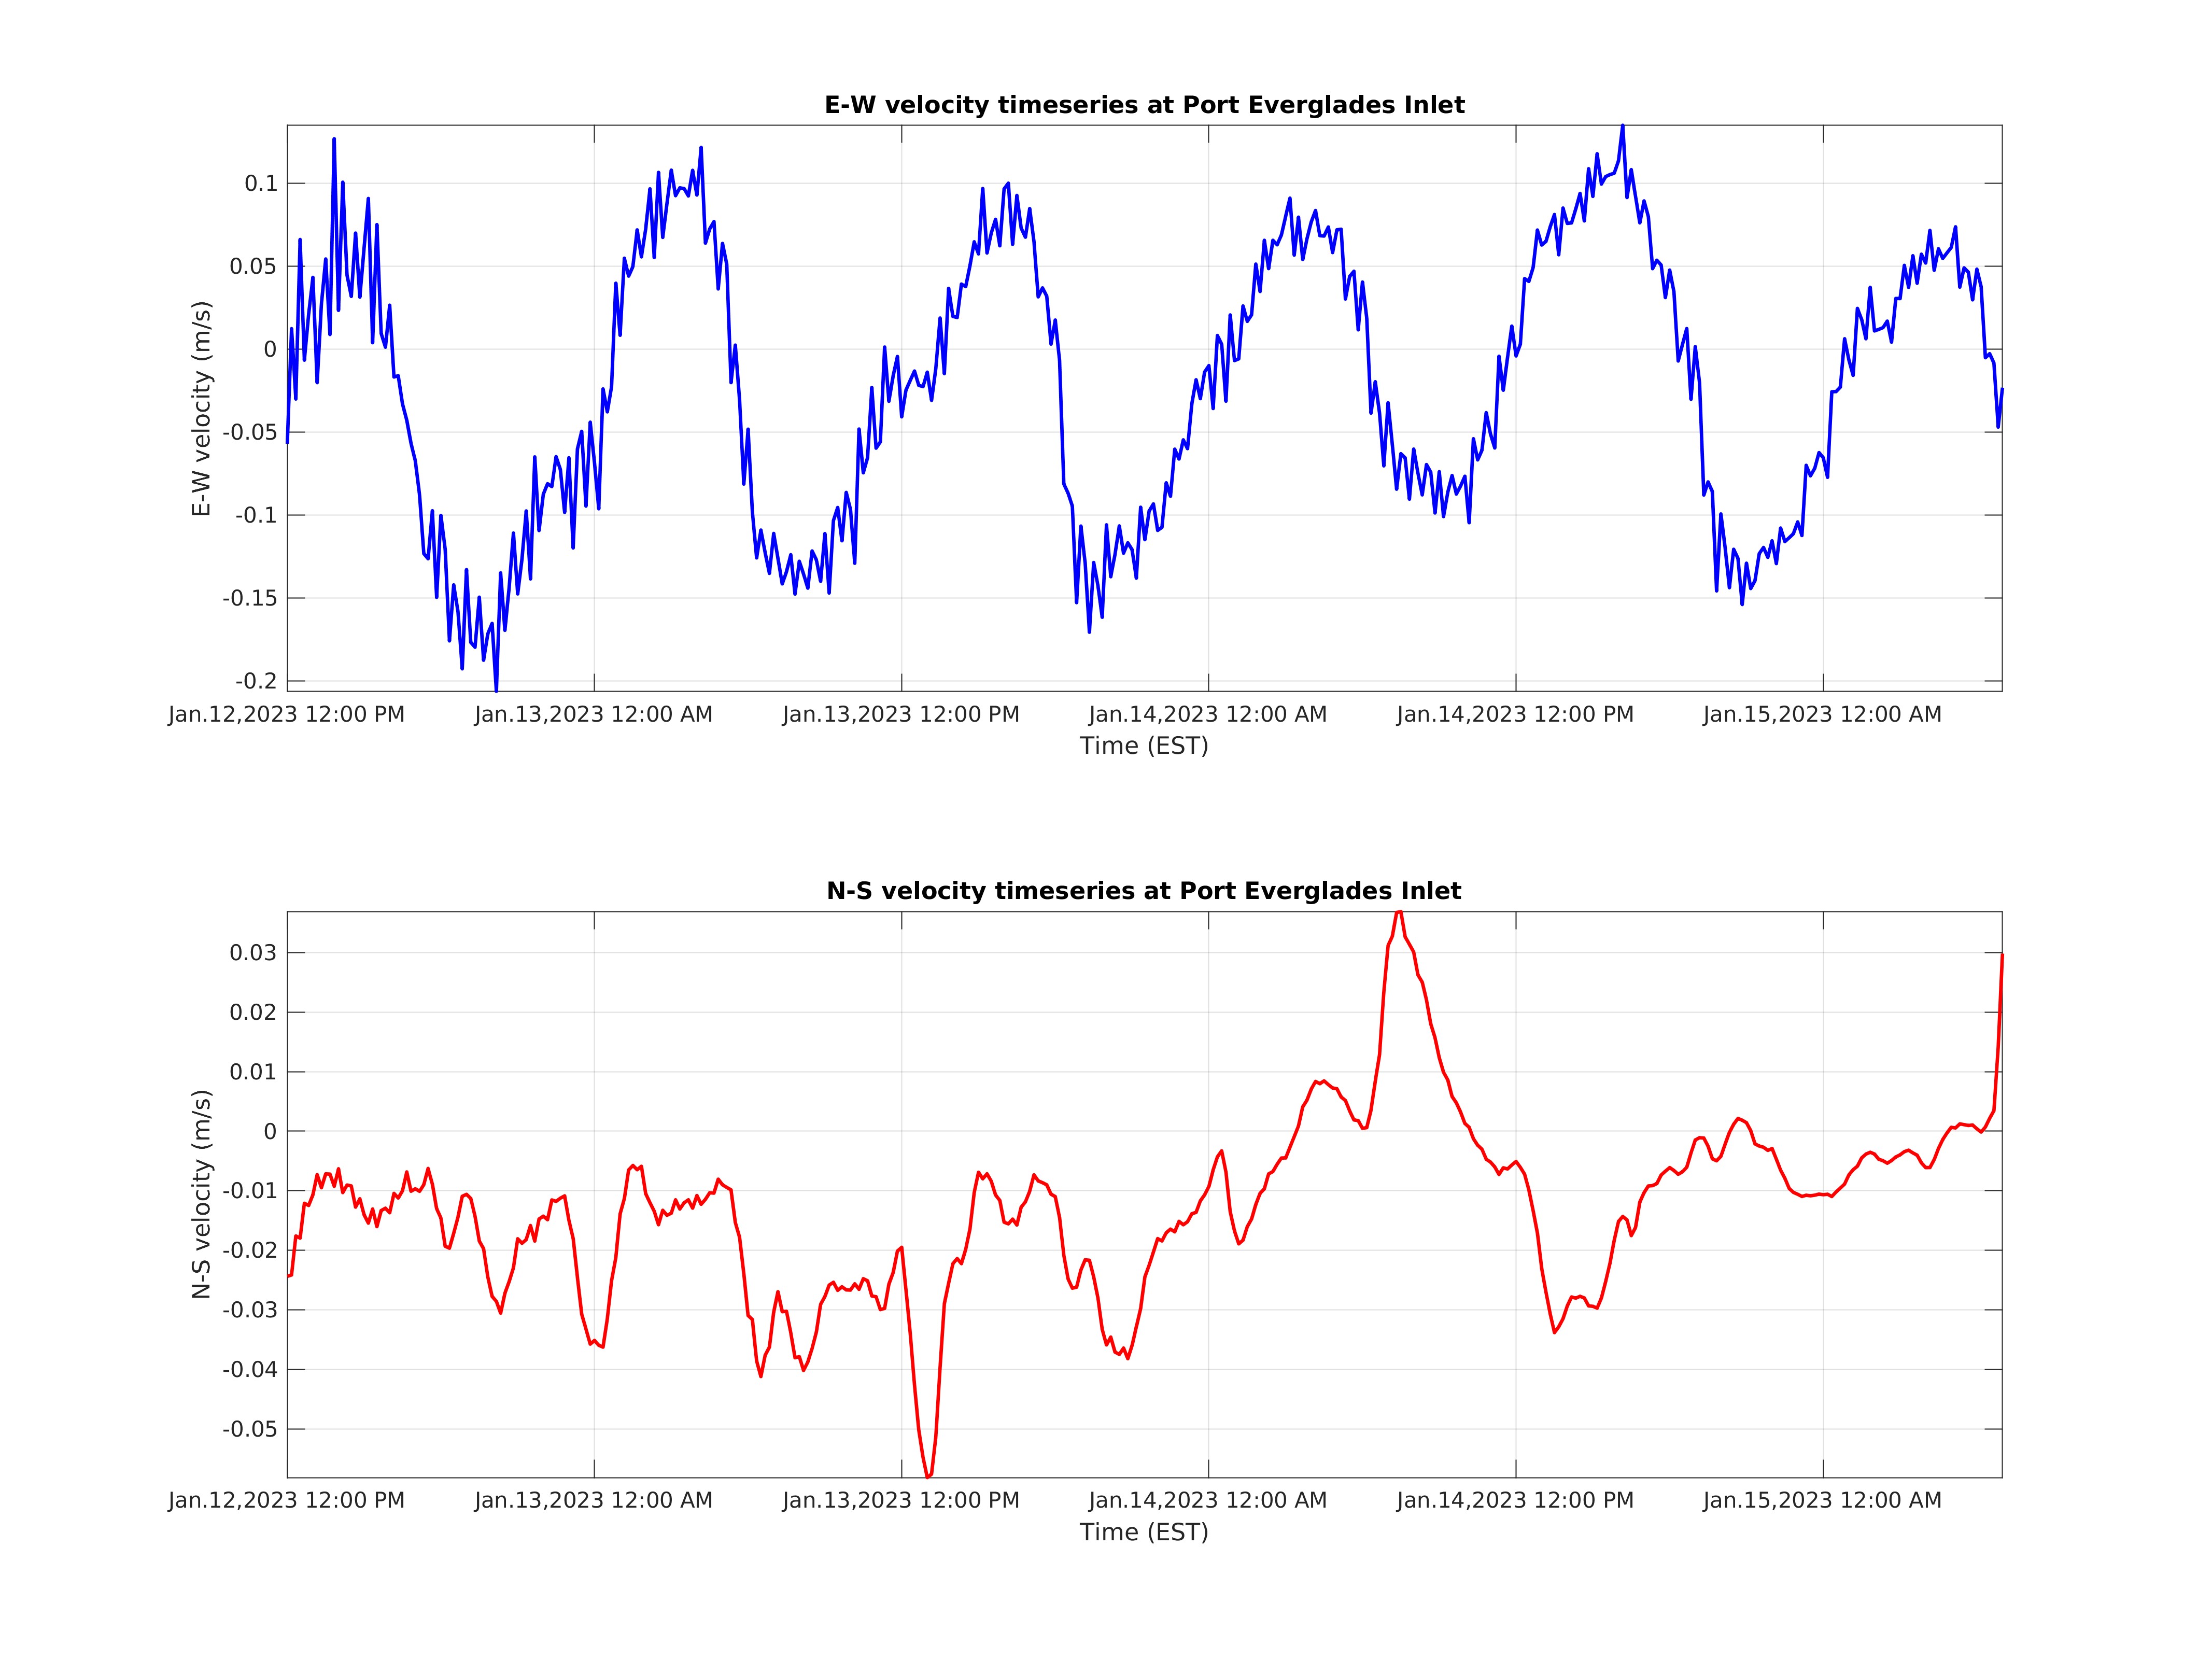 E-W velocity timeseries at Port Everglades Inlet
E-W velocity (m/s)
0.1
0.05
0
-0.05
-0.1
-0.15
-0.2
Jan.12,2023 12:00 PM Jan.13,2023 12:00 AM Jan.13,2023 12:00 PM Jan.14,2023 12:00 AM Jan.14,2023 12:00 PM Jan.15,2023 12:00 AM
Time (EST)
N-S velocity timeseries at Port Everglades Inlet
N-S velocity (m/s)
0.03
0.02
0.01
0
-0.01
-0.02
-0.03
-0.04
-0.05
Jan.12,2023 12:00 PM Jan.13,2023 12:00 AM Jan.13,2023 12:00 PM Jan.14,2023 12:00 AM Jan.14,2023 12:00 PM Jan.15,2023 12:00 AM
Time (EST)